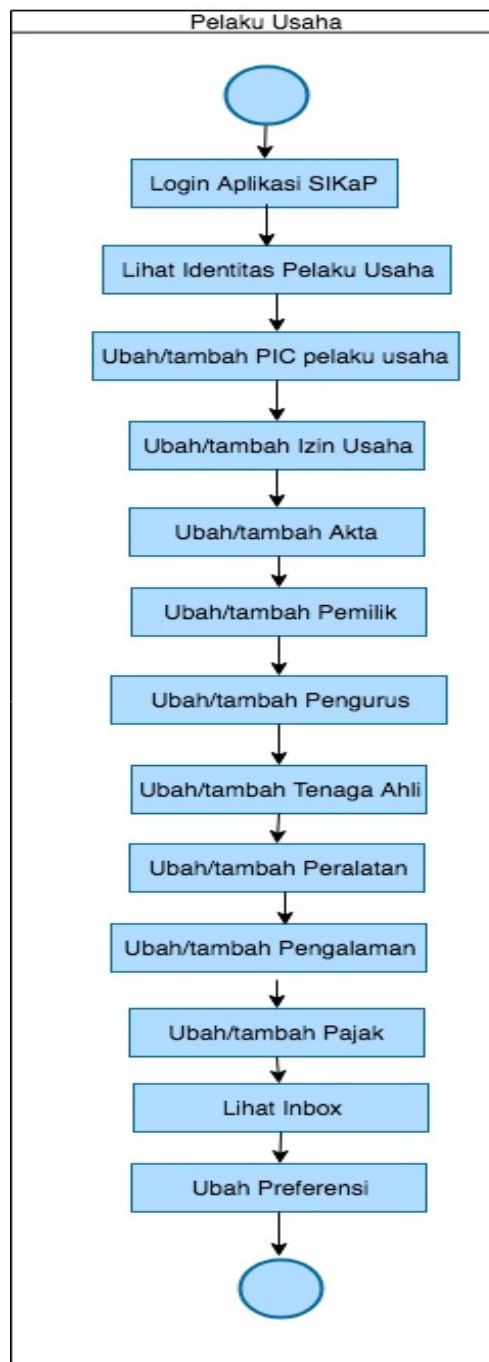 Pelaku Usaha
Login Aplikasi SIKaP
Lihat Identitas Pelaku Usaha
Ubah/tambah PIC pelaku usaha
Ubah/tambah Izin Usaha
Ubah/tambah Akta
Ubah/tambah Pemilik
Ubah/tambah Pengurus
Ubah/tambah Tenaga Ahli
Ubah/tambah Peralatan
Ubah/tambah Pengalaman
Ubah/tambah Pajak
Lihat Inbox
Ubah Preferensi